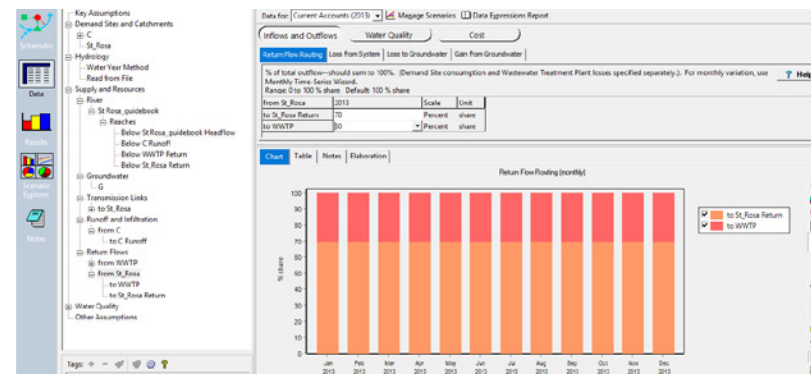 Schematic
Data
Results
Scenario Explorer
Notes
Key Assumptions
Demand Sites and Catchments
C
St_Rosa
Hydrology
Water Year Method
Read from File
Supply and Resources
River
St Rosa_guidebook
Reaches
Below St Rosa_guidebook Headflow
Below C Runoff
Below WWTP Return
Below St_Rosa Return
Groundwater
G
Transmission Links
to St_Rosa
Runoff and Infiltration
from C
to C Runoff
Return Flows
from WWTP
from St_Rosa
to WWTP
to St_Rosa Return
Water Quality
Other Assumptions
Tags:
Data for: Current Accounts (2013) Manage Scenarios Data Expressions Report
Inflows and Outflows Water Quality Cost
Return Flow Routing Loss from System Loss to Groundwater Gain from Groundwater
% of total outflow--should sum to 100%. (Demand Site consumption and Wastewater Treatment Plant losses specified separately.). For monthly variation, use
Monthly Time-Series Wizard.
Range: 0 to 100 % share Default: 100 % share
? Help
from St_Rosa 2013 Scale Unit
to St_Rosa Return 70 Percent share
to WWTP 30 Percent share
Chart Table Notes Elaboration
Return Flow Routing (monthly)
% share
100
90
80
70
60
50
40
30
20
10
0
Jan Feb Mar Apr May Jun Jul Aug Sep Oct Nov Dec
2013 2013 2013 2013 2013 2013 2013 2013 2013 2013 2013 2013
to St_Rosa Return
to WWTP